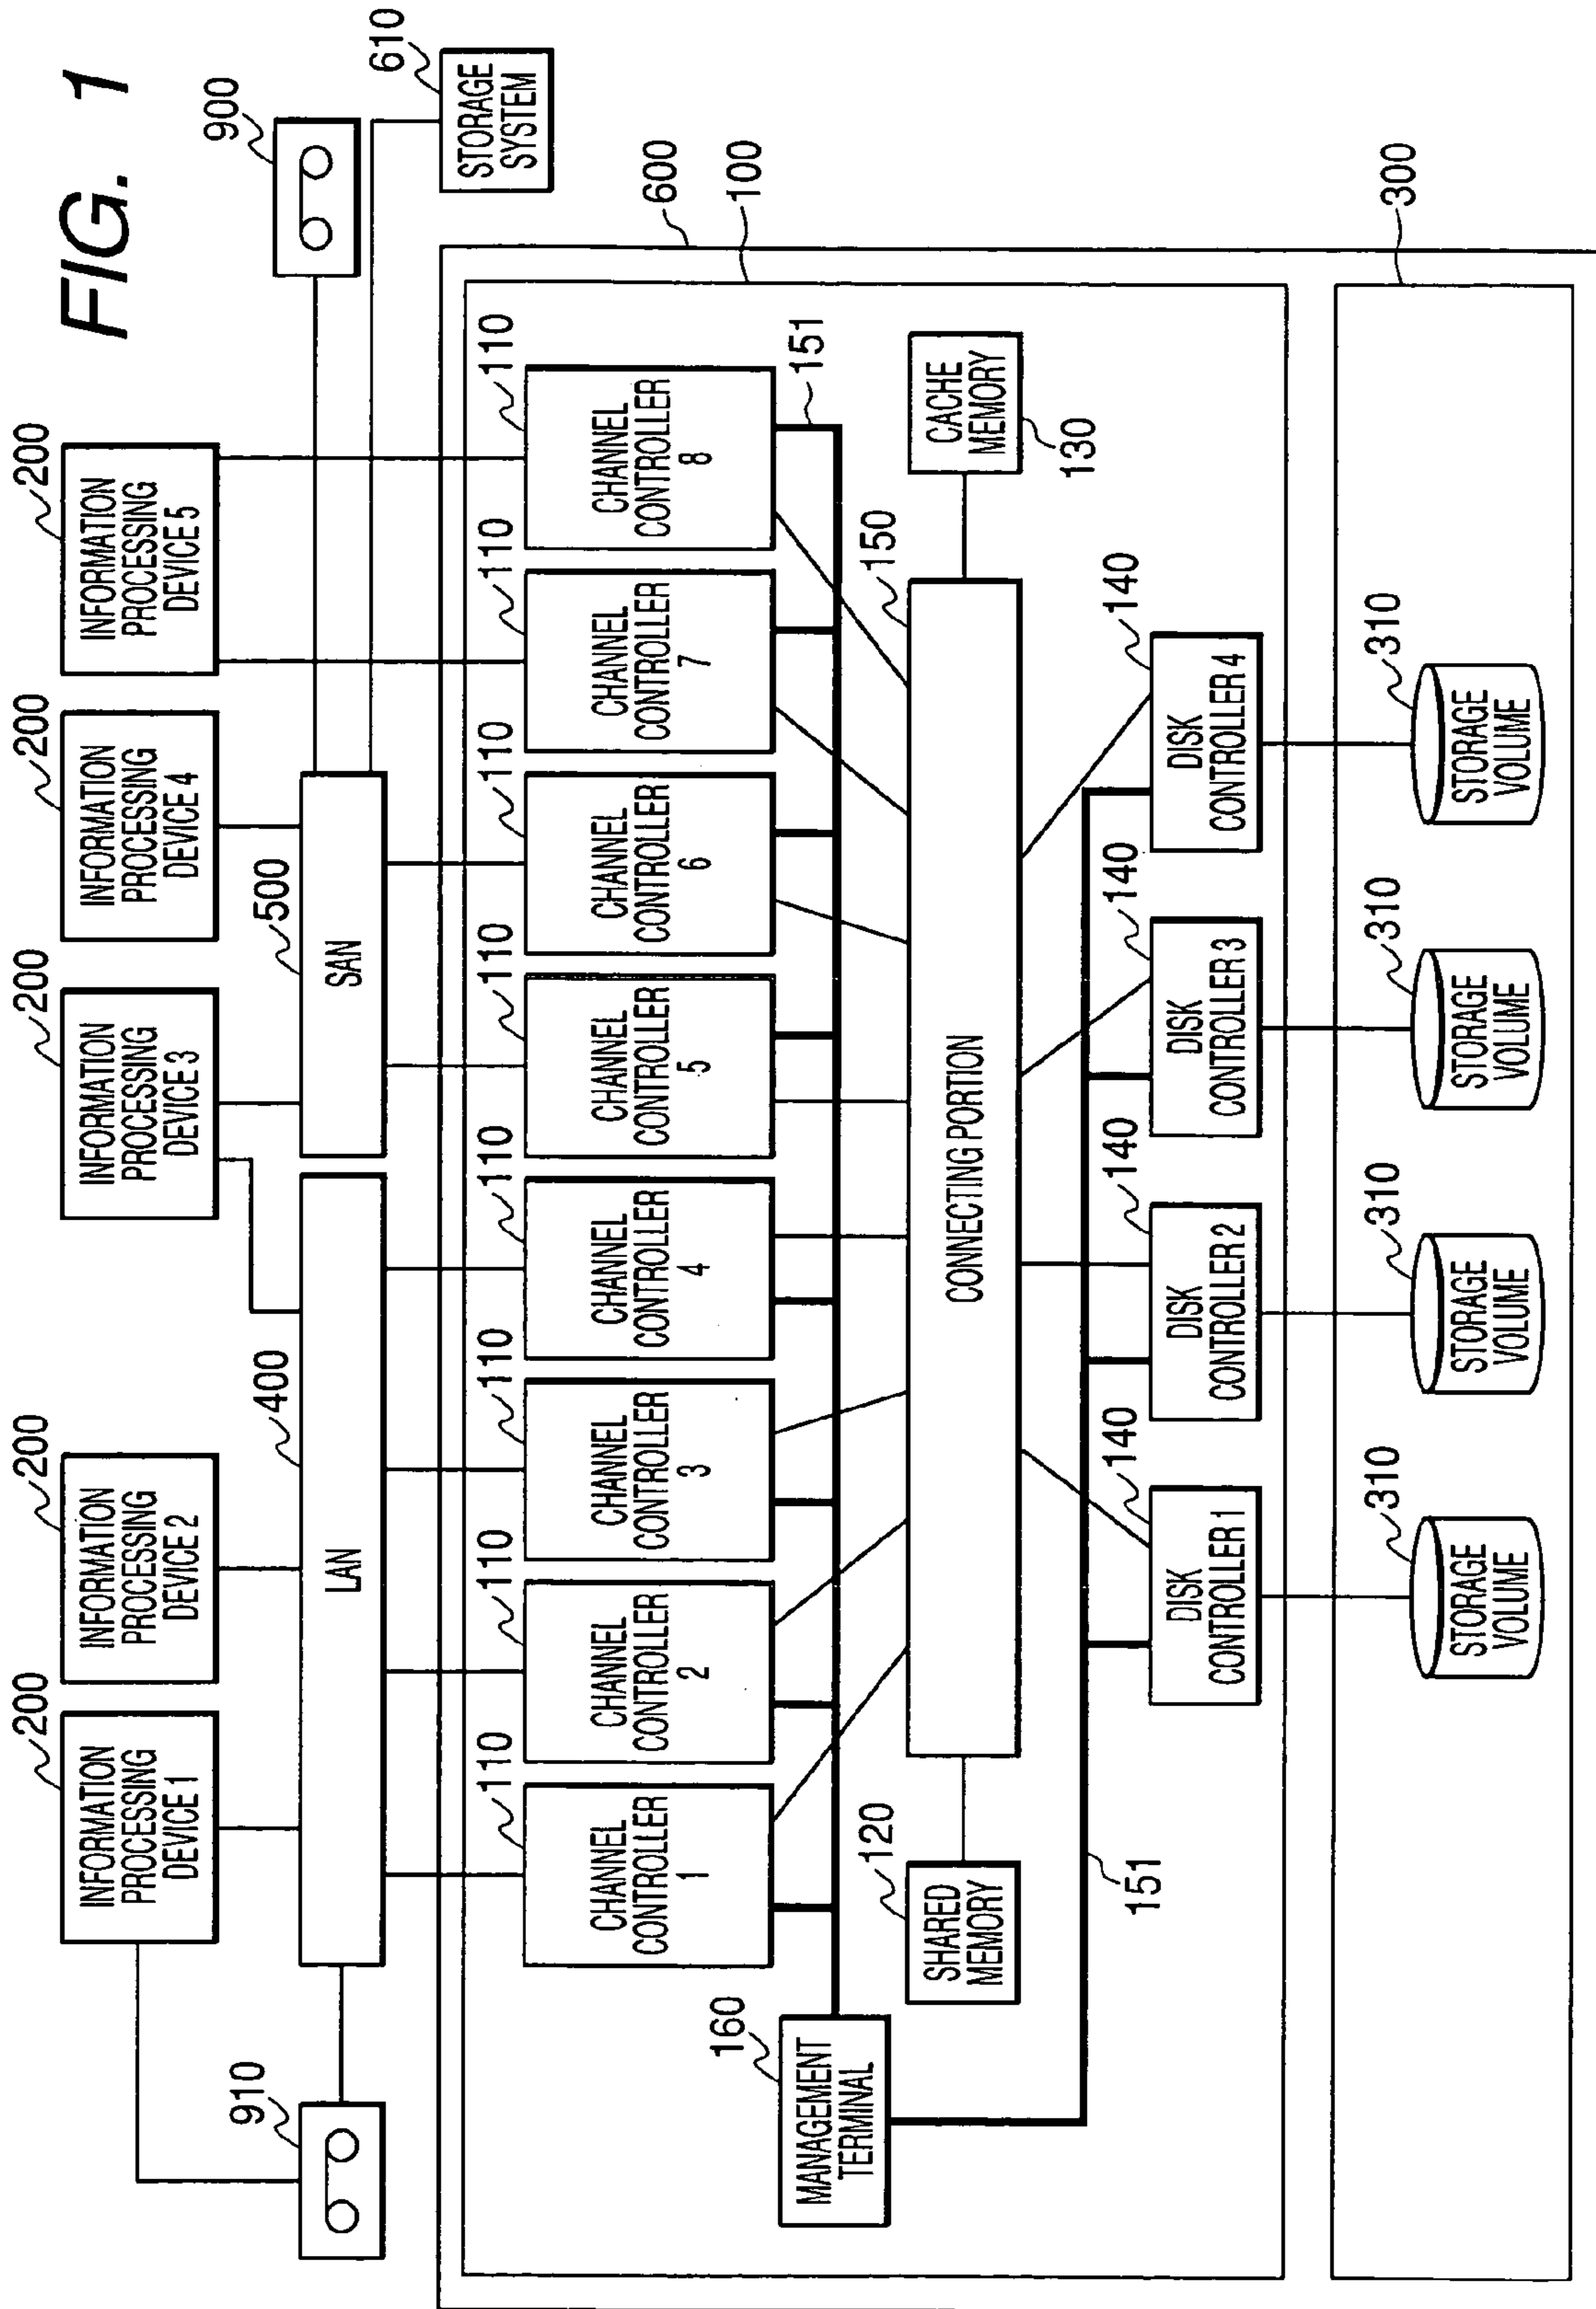 FIG. 1
200
200
200
200
200
INFORMATION
PROCESSING
DEVICE 1
INFORMATION
PROCESSING
DEVICE 2
INFORMATION
PROCESSING
DEVICE 3
INFORMATION
PROCESSING
DEVICE 4
INFORMATION
PROCESSING
DEVICE 5
910
400
500
900
LAN
SAN
610
STORAGE
SYSTEM
600
100
110
110
110
110
110
110
110
110
CHANNEL
CONTROLLER
1
CHANNEL
CONTROLLER
2
CHANNEL
CONTROLLER
3
CHANNEL
CONTROLLER
4
CHANNEL
CONTROLLER
5
CHANNEL
CONTROLLER
6
CHANNEL
CONTROLLER
7
CHANNEL
CONTROLLER
8
151
160
MANAGEMENT
TERMINAL
120
SHARED
MEMORY
150
CONNECTING PORTION
CACHE
MEMORY
130
151
140
140
140
140
DISK
CONTROLLER 1
DISK
CONTROLLER 2
DISK
CONTROLLER 3
DISK
CONTROLLER 4
300
310
310
310
310
STORAGE
VOLUME
STORAGE
VOLUME
STORAGE
VOLUME
STORAGE
VOLUME